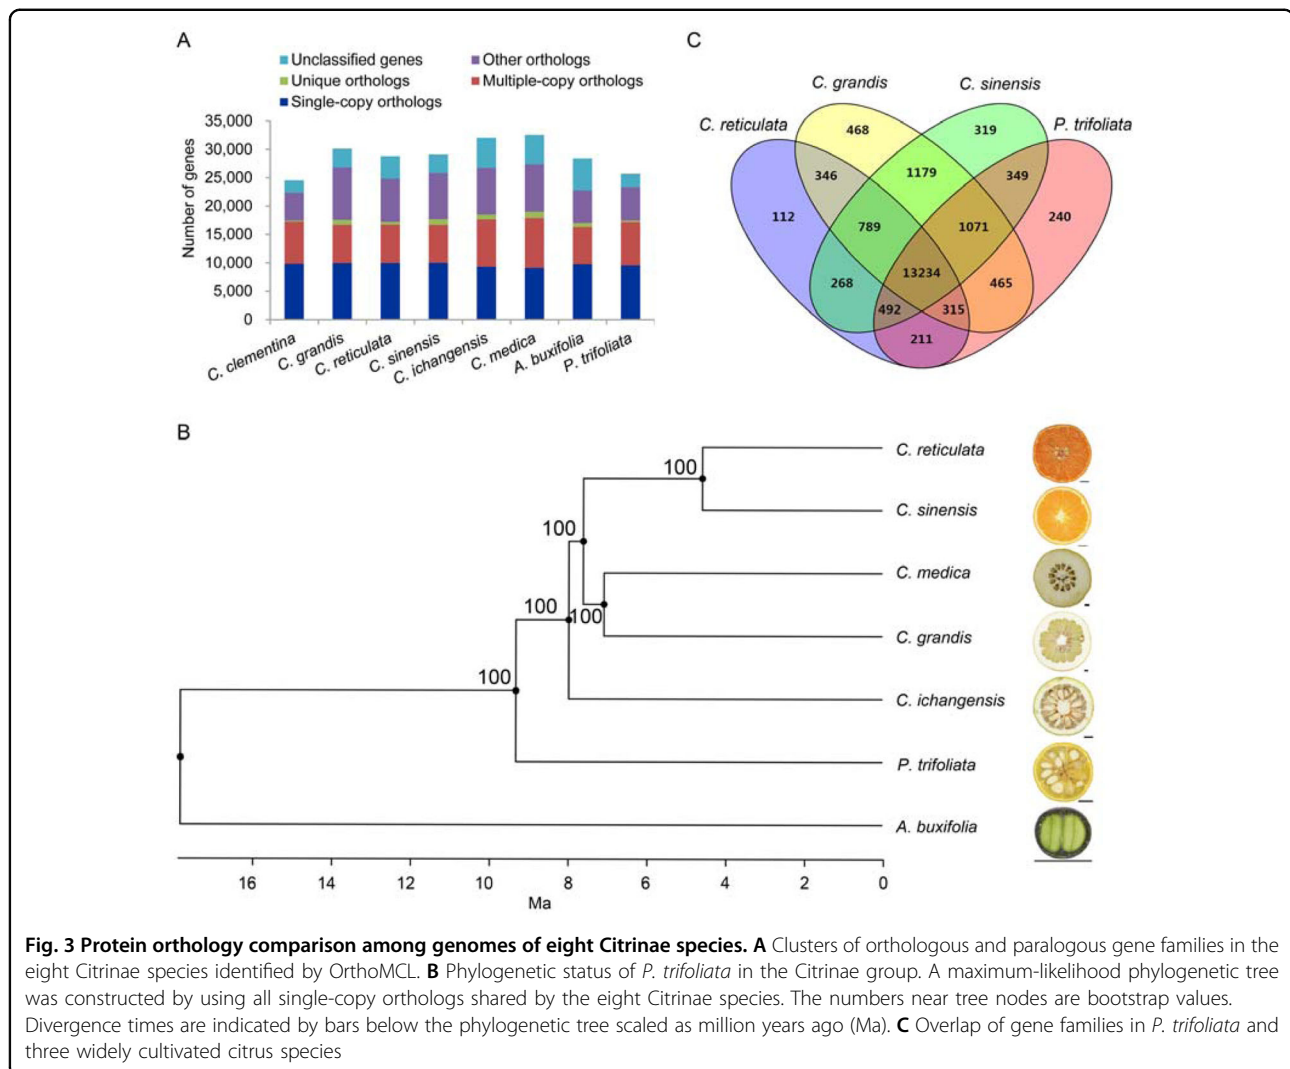 A
Unclassified genes
Other orthologs
Unique orthologs
Multiple-copy orthologs
Single-copy orthologs
Number of genes
35,000
30,000
25,000
20,000
15,000
10,000
5,000
0
C. clementina
C. grandis
C. reticulata
C. sinensis
C. ichangensis
C. medica
A. buxifolia
P. trifoliata
C
C. grandis
C. sinensis
C. reticulata
P. trifoliata
468
319
346
1179
349
112
789
1071
240
13234
268
465
492
315
211
B
100
100
100
100
100
C. reticulata
C. sinensis
C. medica
C. grandis
C. ichangensis
P. trifoliata
A. buxifolia
16 14 12 10 8 6 4 2 0
Ma
Fig. 3 Protein orthology comparison among genomes of eight Citrinae species. A Clusters of orthologous and paralogous gene families in the
eight Citrinae species identified by OrthoMCL. B Phylogenetic status of P. trifoliata in the Citrinae group. A maximum-likelihood phylogenetic tree
was constructed by using all single-copy orthologs shared by the eight Citrinae species. The numbers near tree nodes are bootstrap values.
Divergence times are indicated by bars below the phylogenetic tree scaled as million years ago (Ma). C Overlap of gene families in P. trifoliata and
three widely cultivated citrus species